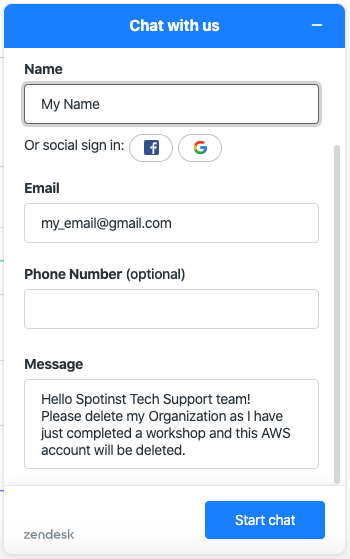 Chat with us
Name
My Name
Or social sign in:
Email
my_email@gmail.com
Phone Number (optional)
Message
Hello Spotinst Tech Support team!
Please delete my Organization as I have
just completed a workshop and this AWS
account will be deleted.
zendesk
Start chat